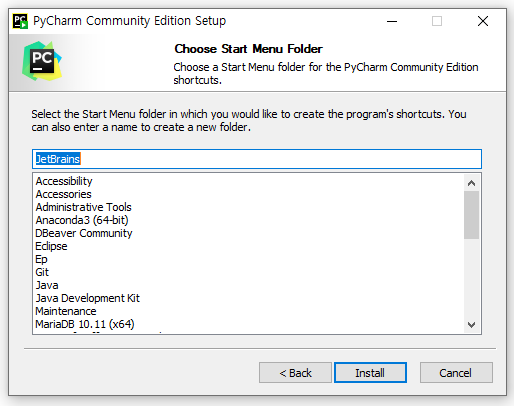 PyCharm Community Edition Setup
PC
Choose Start Menu Folder
Choose a Start Menu folder for the PyCharm Community Edition
shortcuts.
Select the Start Menu folder in which you would like to create the program's shortcuts. You
can also enter a name to create a new folder.
JetBrains
Accessibility
Accessories
Administrative Tools
Anaconda3 (64-bit)
DBeaver Community
Eclipse
Ep
Git
Java
Java Development Kit
Maintenance
MariaDB 10.11 (x64)
< Back
Install
Cancel